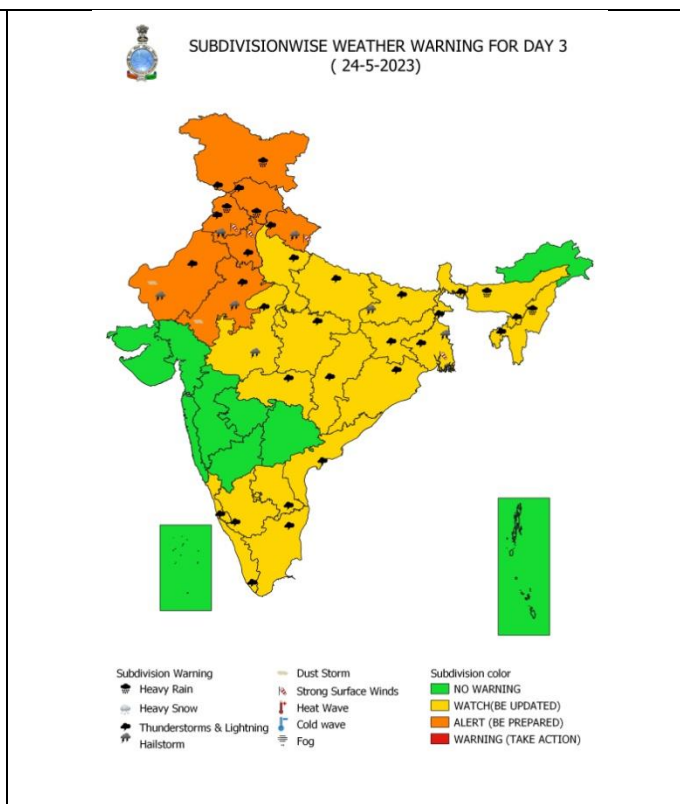 SUBDIVISIONWISE WEATHER WARNING FOR DAY 3
( 24-5-2023)
Subdivision Warning
Heavy Rain
Heavy Snow
Thunderstorms & Lightning
Hailstorm
Dust Storm
Strong Surface Winds
Heat Wave
Cold wave
Fog
Subdivision color
NO WARNING
WATCH(BE UPDATED)
ALERT (BE PREPARED)
WARNING (TAKE ACTION)